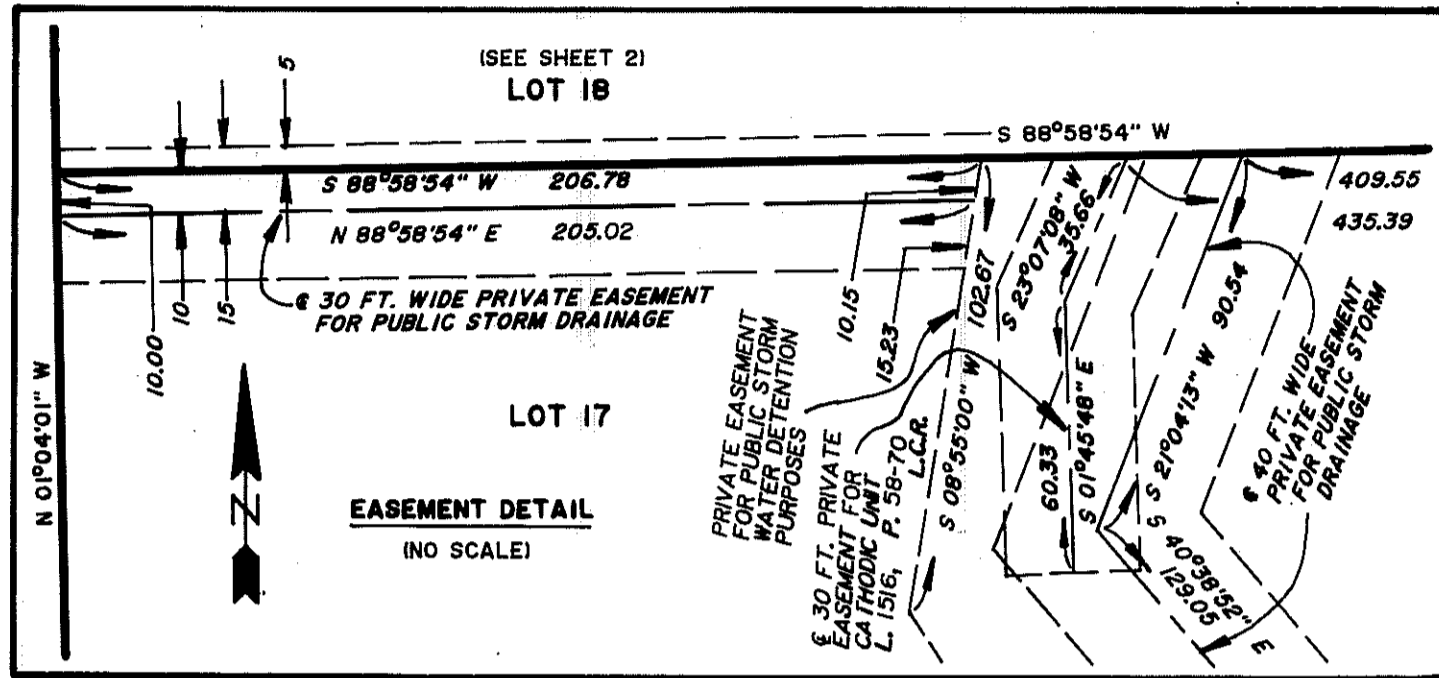 (SEE SHEET 2)
LOT 18
5
S 88°58'54" W
S 88°58'54" W 206.78
N 88°58'54" E 205.02
409.55
435.39
10.00
10
15
℄ 30 FT. WIDE PRIVATE EASEMENT
FOR PUBLIC STORM DRAINAGE
N 01°04'01" W
N
LOT 17
EASEMENT DETAIL
(NO SCALE)
10.15
15.23
PRIVATE EASEMENT
FOR PUBLIC STORM
WATER DETENTION
PURPOSES
℄ 30 FT. PRIVATE
EASEMENT FOR
CATHODIC UNIT
L. 1516, P. 58-70
L.C.R.
S 08°55'00" W
102.67
S 23°07'08" W
35.66
60.33
S 01°45'48" E
S 21°04'13" W 90.54
S 40°38'52" E
129.05
℄ 40 FT. WIDE
PRIVATE EASEMENT
FOR PUBLIC STORM
DRAINAGE